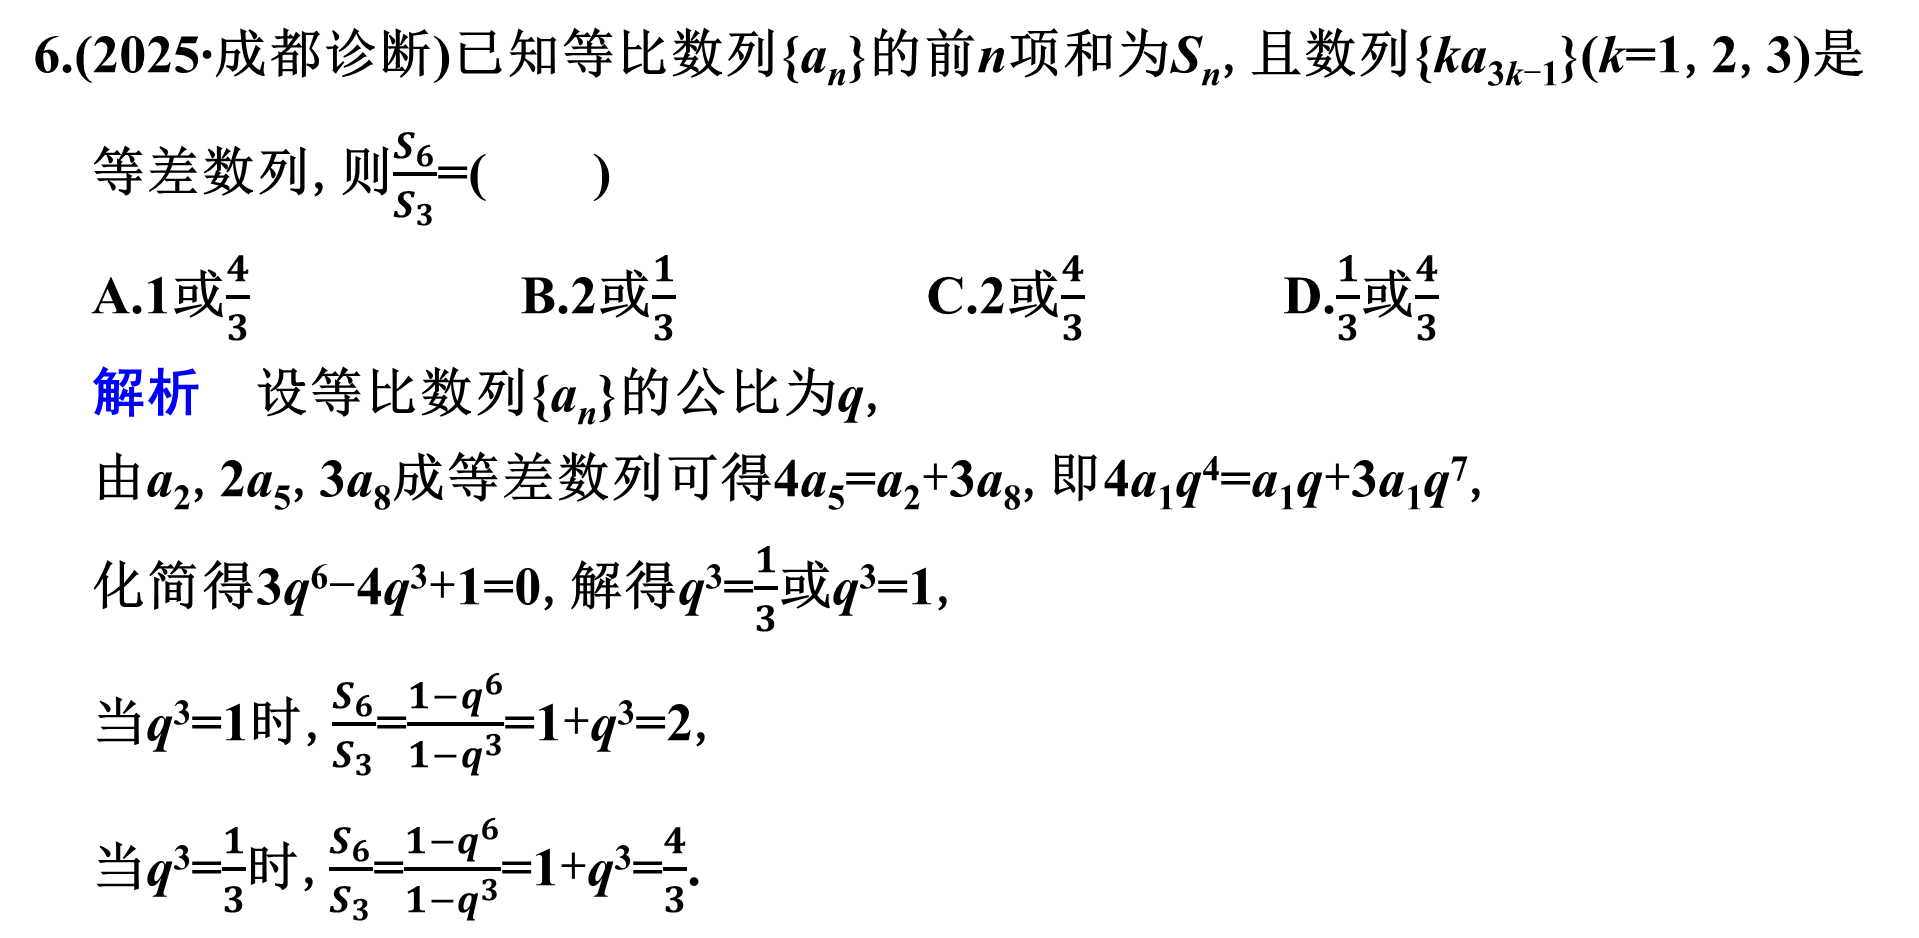 6.(2025·成都诊断)已知等比数列{aₙ}的前n项和为Sₙ, 且数列{ka₃ₖ₋₁}(k=1, 2, 3)是
等差数列, 则S₆/S₃=(  )
A.1或4/3 B.2或1/3 C.2或4/3 D.1/3或4/3
解析 设等比数列{aₙ}的公比为q,
由a₂, 2a₅, 3a₈成等差数列可得4a₅=a₂+3a₈, 即4a₁q⁴=a₁q+3a₁q⁷,
化简得3q⁶−4q³+1=0, 解得q³=1/3或q³=1,
当q³=1时, S₆/S₃=(1−q⁶)/(1−q³)=1+q³=2,
当q³=1/3时, S₆/S₃=(1−q⁶)/(1−q³)=1+q³=4/3.